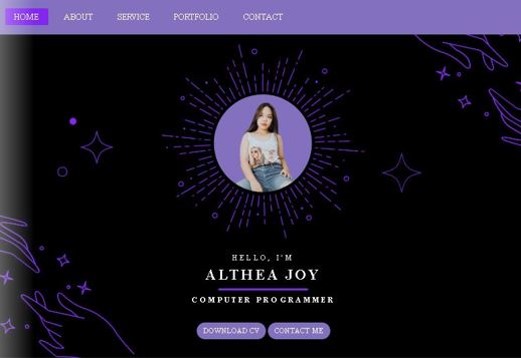 HOME ABOUT SERVICE PORTFOLIO CONTACT
HELLO, I'M
ALTHEA JOY
COMPUTER PROGRAMMER
DOWNLOAD CV CONTACT ME